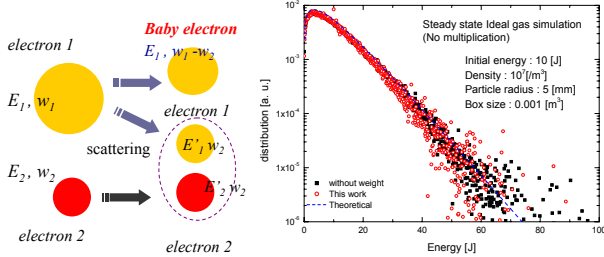 Baby electron
electron 1
E₁, w₁-w₂
E₁, w₁
electron 1
scattering
E'₁ w₂
E₂, w₂
E'₂ w₂
electron 2
electron 2
distribution [a. u.]
10⁻²
10⁻³
10⁻⁴
10⁻⁵
10⁻⁶
Steady state Ideal gas simulation
(No multiplication)
Initial energy : 10 [J]
Density : 10⁷[/m³]
Particle radius : 5 [mm]
Box size : 0.001 [m³]
without weight
This work
Theoretical
0 20 40 60 80 100
Energy [J]